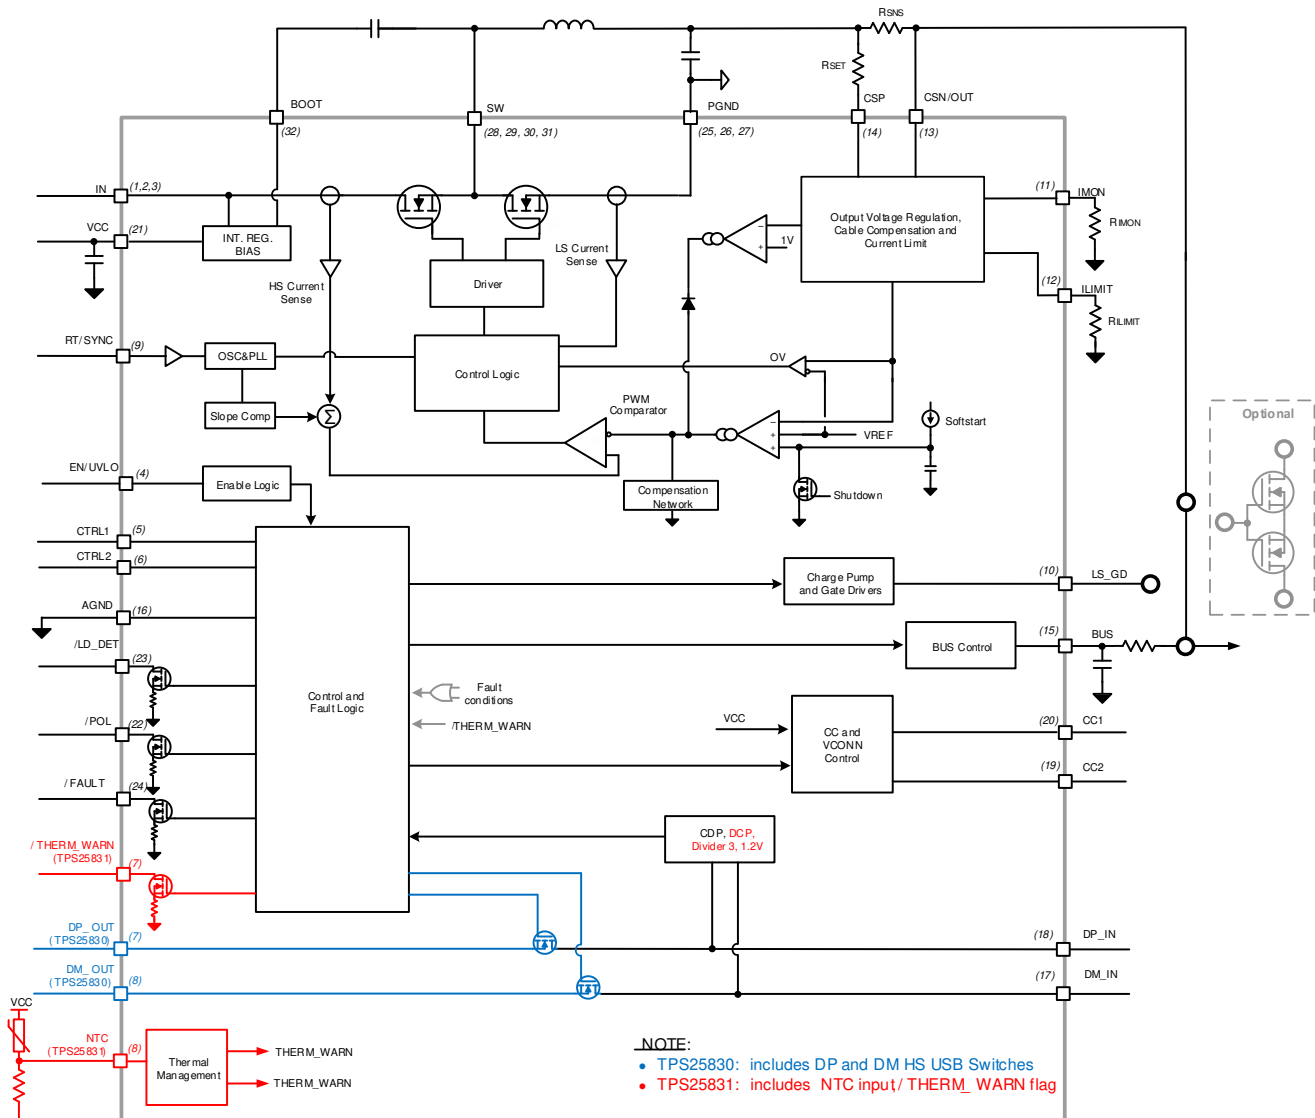 RSNS
RSET
BOOT
SW
PGND
CSP
CSN/OUT
(32)
(28, 29, 30, 31)
(25, 26, 27)
(14)
(13)
IN
(1,2,3)
(11)
IMON
RIMON
VCC
(21)
INT. REG.
BIAS
LS Current
Sense
1V
Output Voltage Regulation,
Cable Compensation and
Current Limit
HS Current
Sense
Driver
(12)
ILIMIT
RILIMIT
RT/SYNC
(9)
OSC&PLL
Control Logic
OV
Slope Comp
Σ
PWM
Comparator
VREF
Softstart
Optional
EN/UVLO
(4)
Enable Logic
Compensation
Network
Shutdown
CTRL1
(5)
CTRL2
(6)
Charge Pump
and Gate Drivers
(10)
LS_GD
AGND
(16)
/LD_DET
(23)
BUS Control
(15)
BUS
Control and
Fault Logic
Fault
conditions
/THERM_WARN
/POL
(22)
VCC
CC and
VCONN
Control
(20)
CC1
(19)
CC2
/FAULT
(24)
CDP, DCP,
Divider 3, 1.2V
/ THERM_WARN
(TPS25831)
(7)
DP_OUT
(TPS25830)
(7)
(18)
DP_IN
DM_OUT
(TPS25830)
(8)
(17)
DM_IN
VCC
NTC
(TPS25831)
(8)
Thermal
Management
THERM_WARN
THERM_WARN
NOTE:
• TPS25830: includes DP and DM HS USB Switches
• TPS25831: includes NTC input / THERM_WARN flag